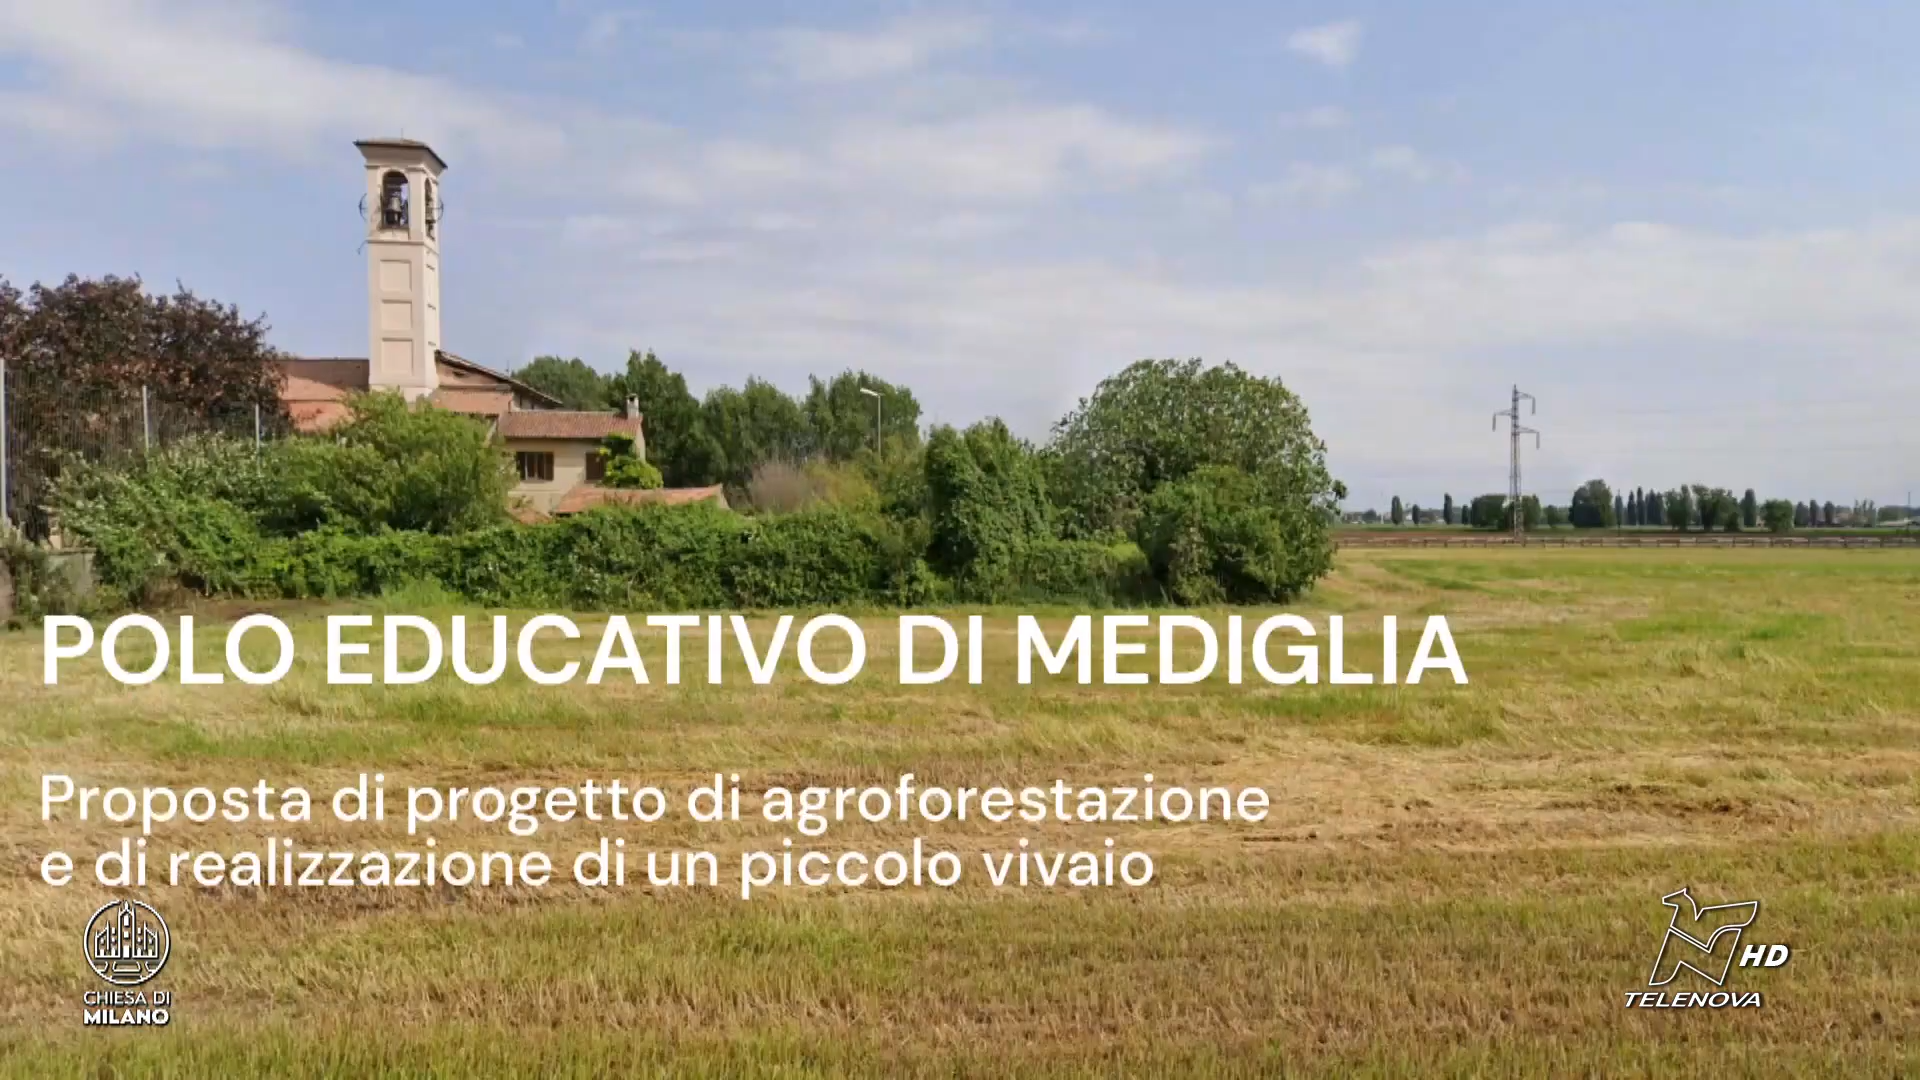 POLO EDUCATIVO DI MEDIGLIA
Proposta di progetto di agroforestazione
e di realizzazione di un piccolo vivaio
CHIESA DI
MILANO
HD
TELENOVA